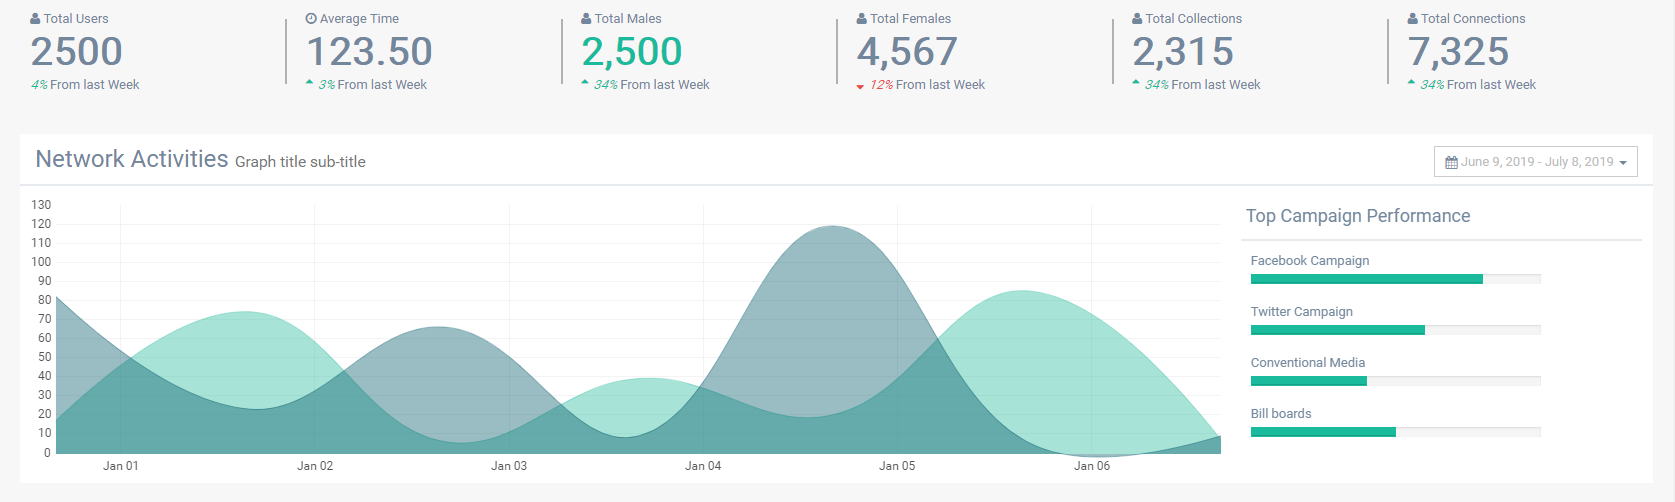 Total Users
2500
4% From last Week
Average Time
123.50
3% From last Week
Total Males
2,500
34% From last Week
Total Females
4,567
12% From last Week
Total Collections
2,315
34% From last Week
Total Connections
7,325
34% From last Week
Network Activities Graph title sub-title
June 9, 2019 - July 8, 2019
130
120
110
100
90
80
70
60
50
40
30
20
10
0
Jan 01
Jan 02
Jan 03
Jan 04
Jan 05
Jan 06
Top Campaign Performance
Facebook Campaign
Twitter Campaign
Conventional Media
Bill boards